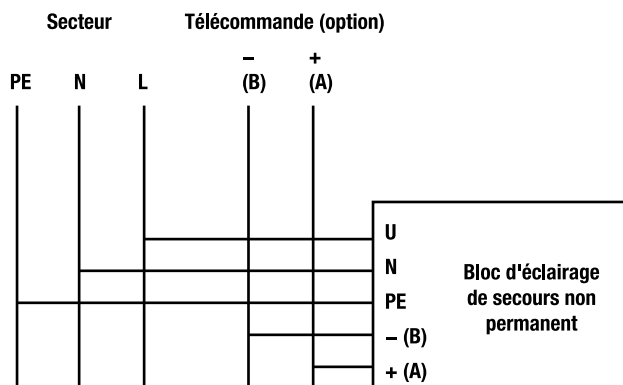 Secteur Télécommande (option)
– +
PE N L (B) (A)
U
N
PE
– (B)
+ (A)
Bloc d'éclairage
de secours non
permanent